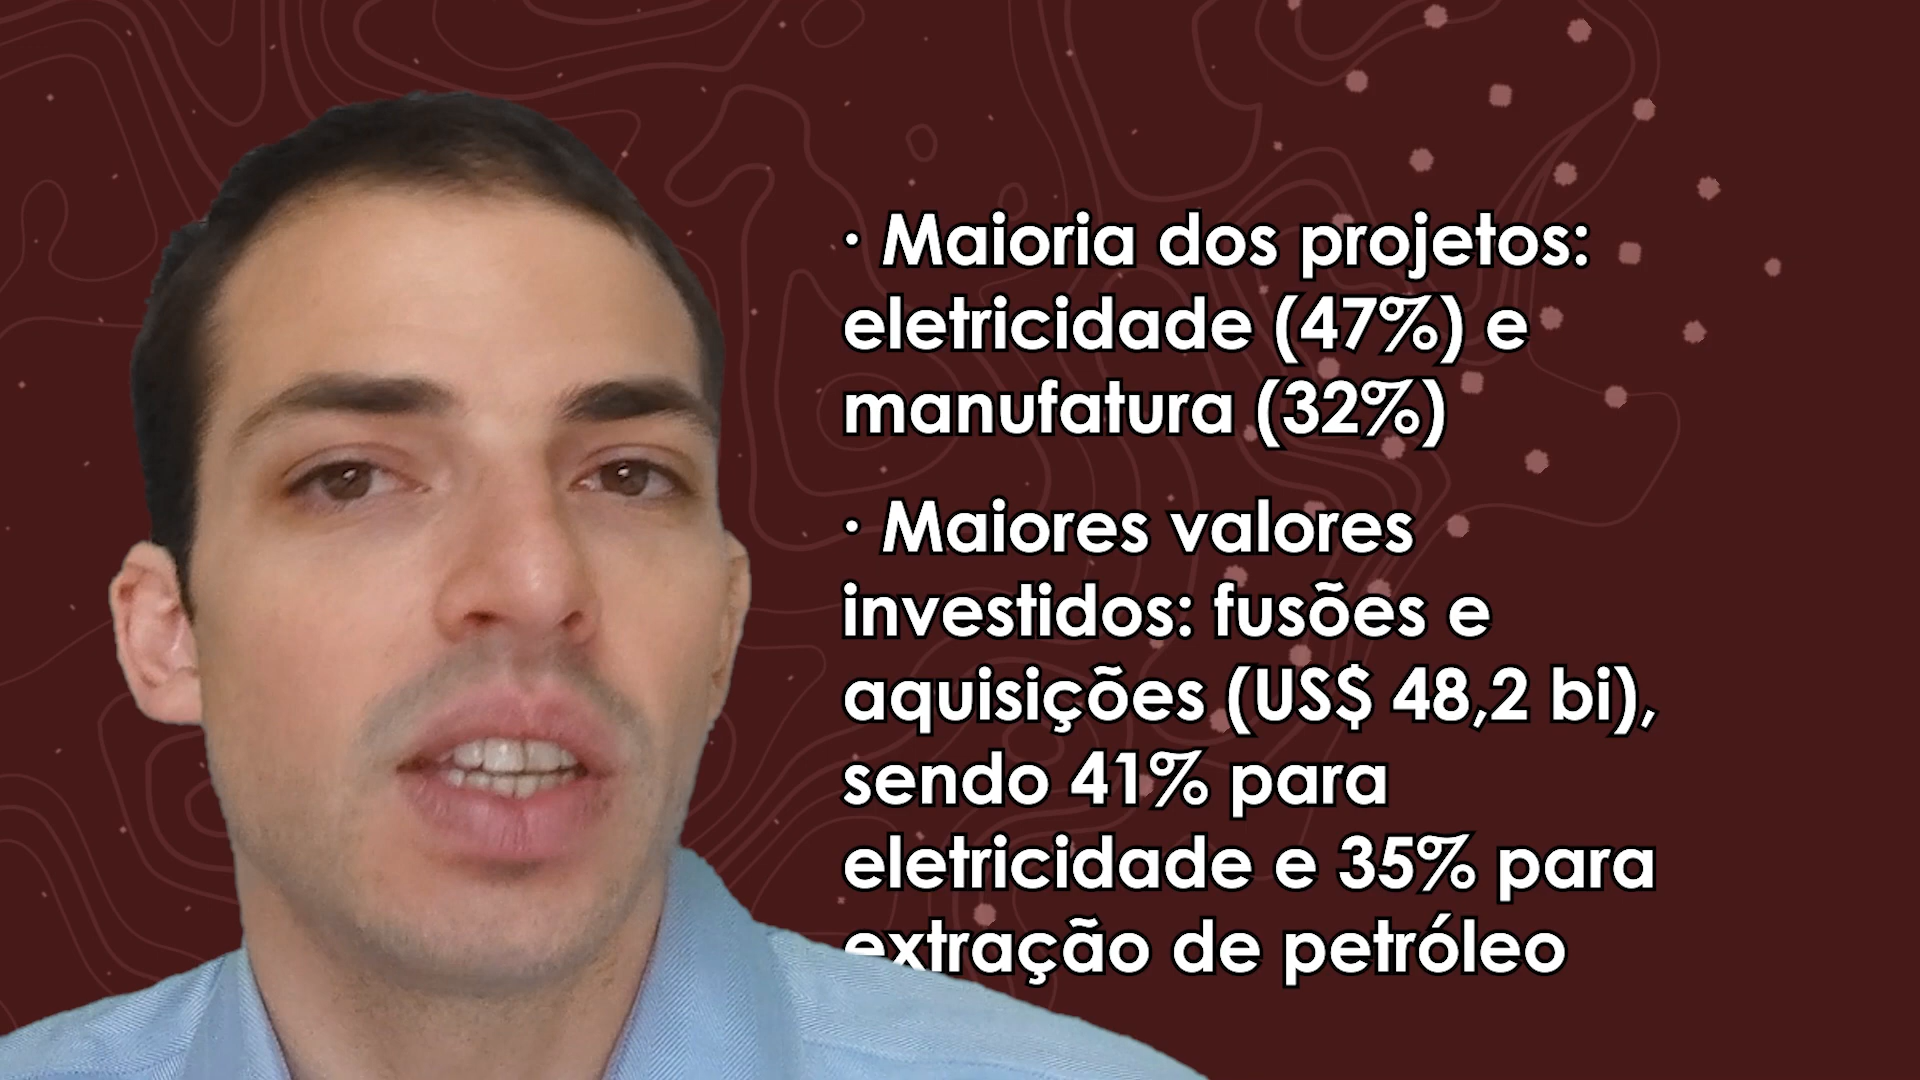 · Maioria dos projetos:
eletricidade (47%) e
manufatura (32%)
· Maiores valores
investidos: fusões e
aquisições (US$ 48,2 bi),
sendo 41% para
eletricidade e 35% para
extração de petróleo